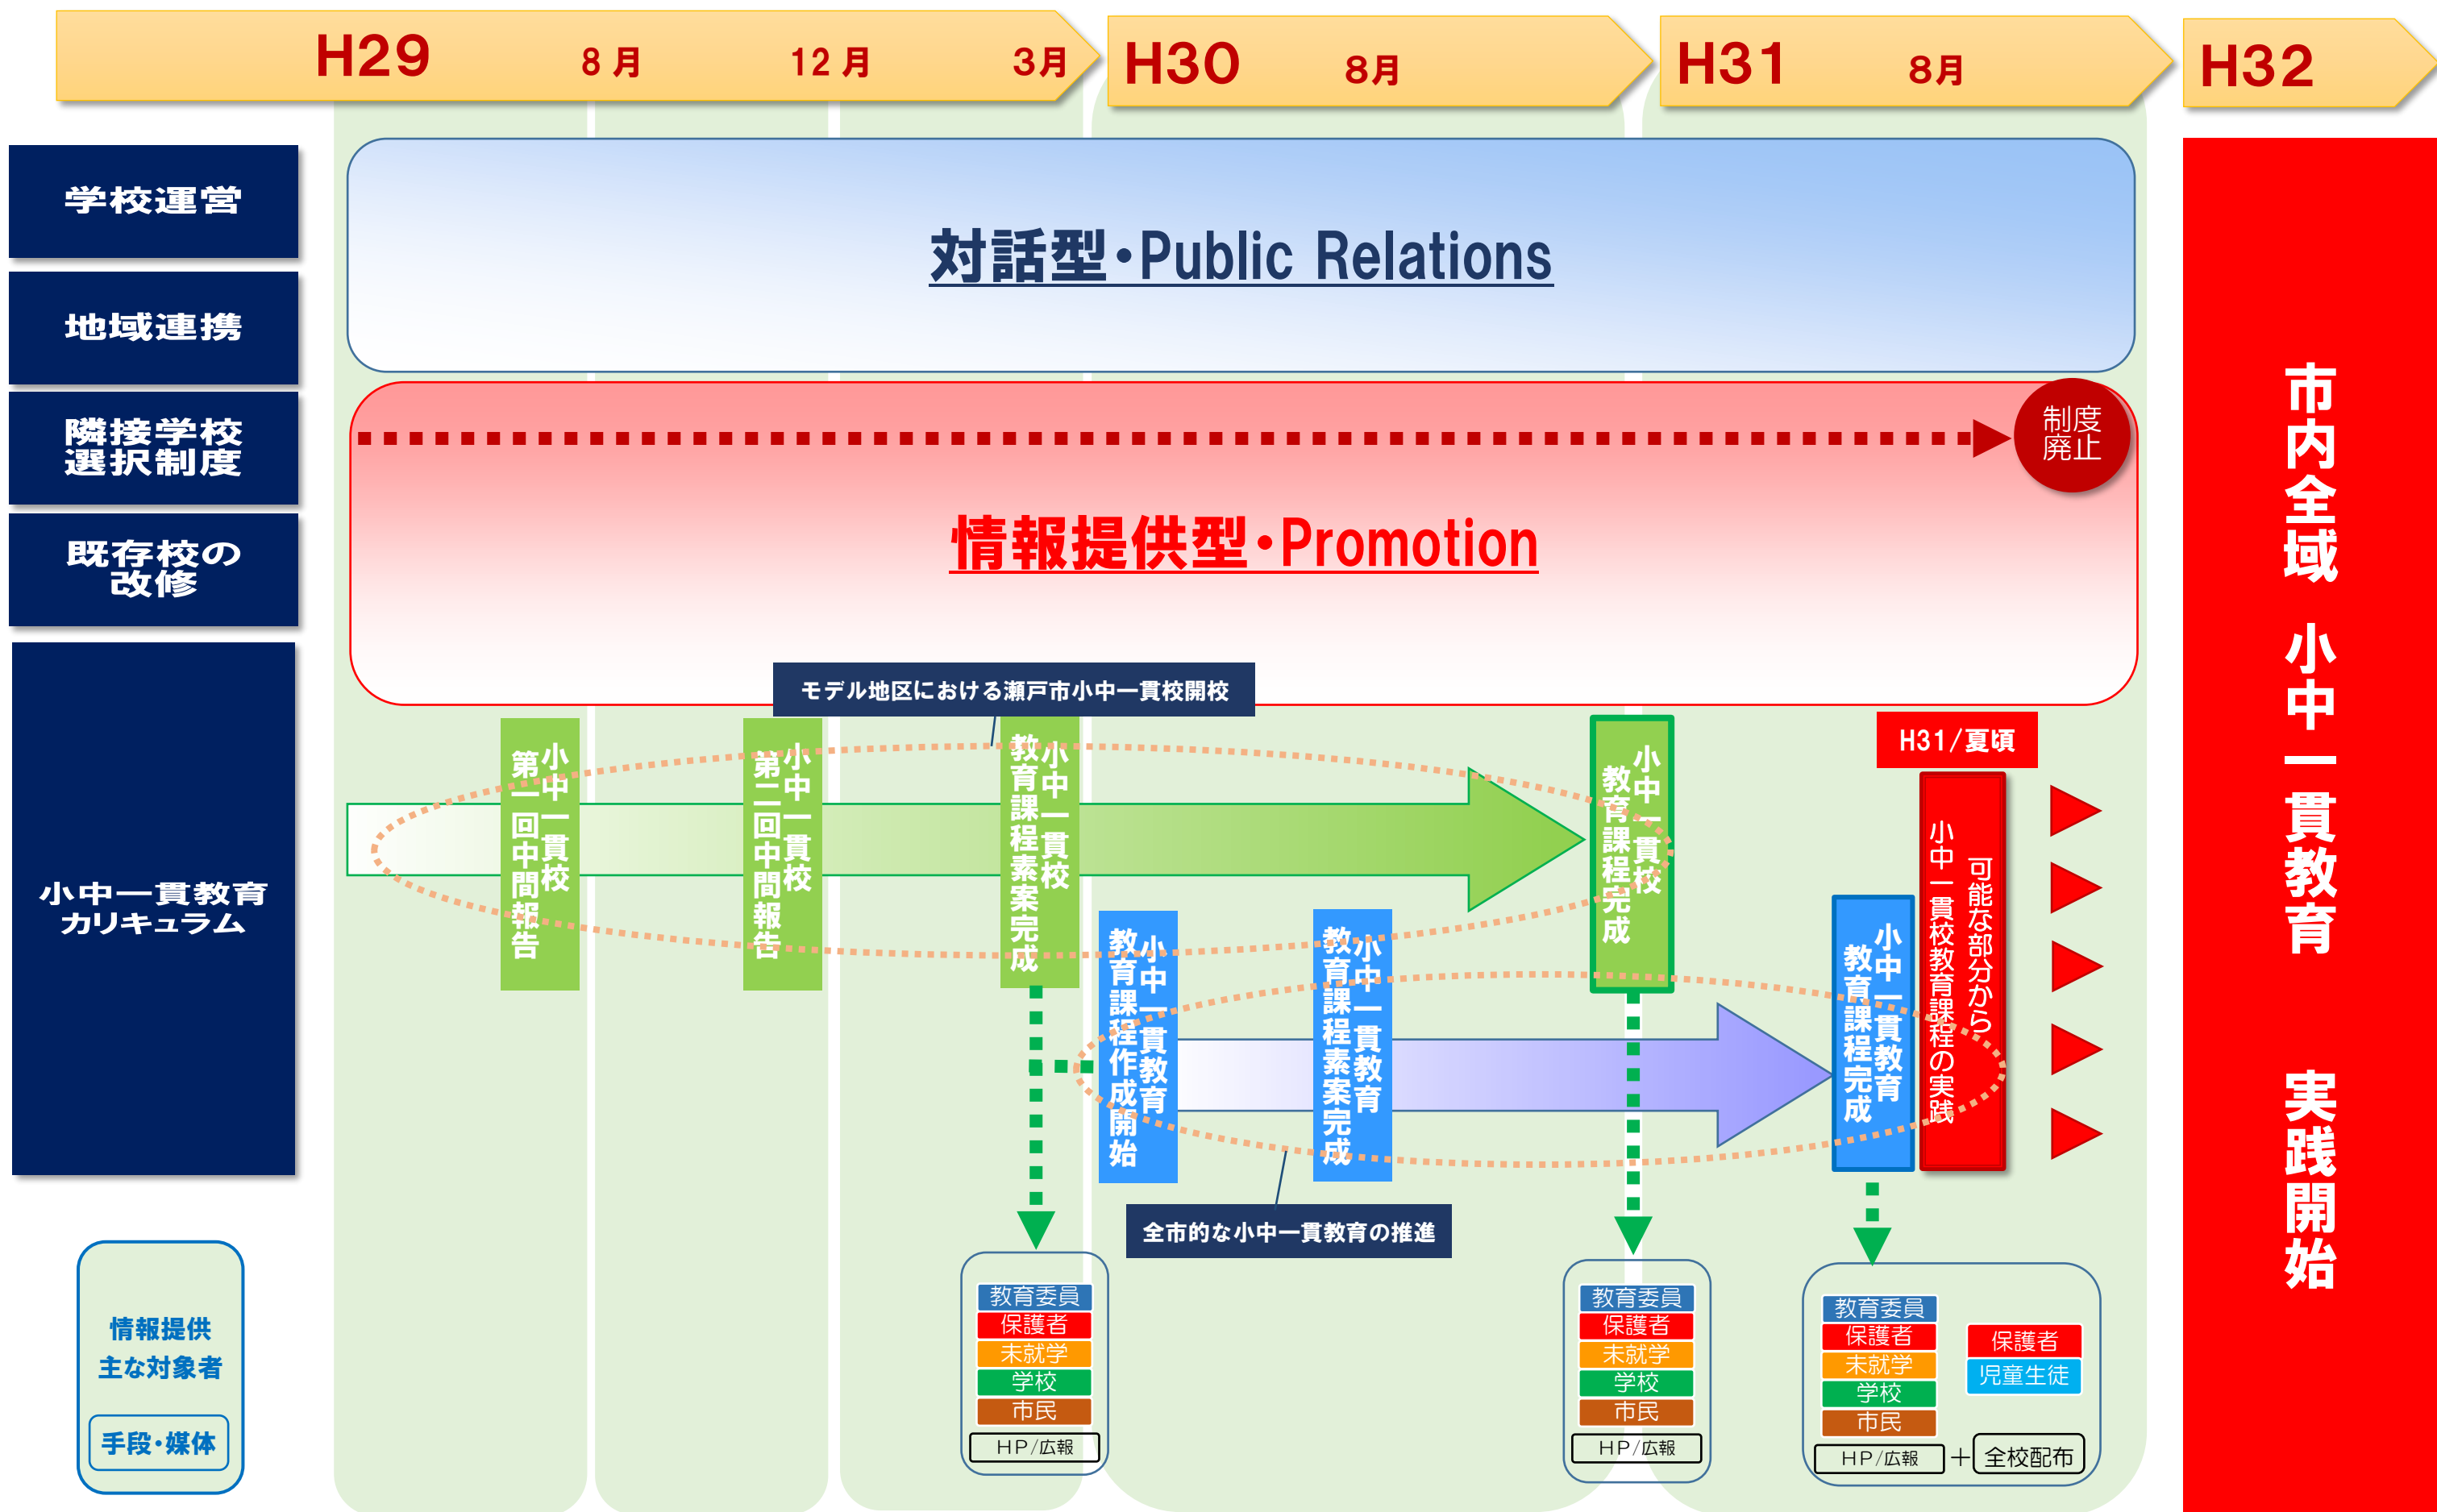 H29
8月
12月
3月
H30
8月
H31
8月
H32
学校運営
地域連携
隣接学校
選択制度
既存校の
改修
小中一貫教育
カリキュラム
対話型・Public Relations
制度
廃止
情報提供型・Promotion
モデル地区における瀬戸市小中一貫校開校
小中一貫校
第一回中間報告
小中一貫校
第二回中間報告
小中一貫校
教育課程素案完成
小中一貫校
教育課程完成
H31/夏頃
小中一貫教育
教育課程作成開始
小中一貫教育
教育課程素案完成
小中一貫教育
教育課程完成
可能な部分から
小中一貫校教育課程の実践
全市的な小中一貫教育の推進
市内全域 小中一貫教育 実践開始
情報提供
主な対象者
手段・媒体
教育委員
保護者
未就学
学校
市民
HP/広報
教育委員
保護者
未就学
学校
市民
HP/広報
教育委員
保護者
未就学
学校
市民
保護者
児童生徒
HP/広報+全校配布